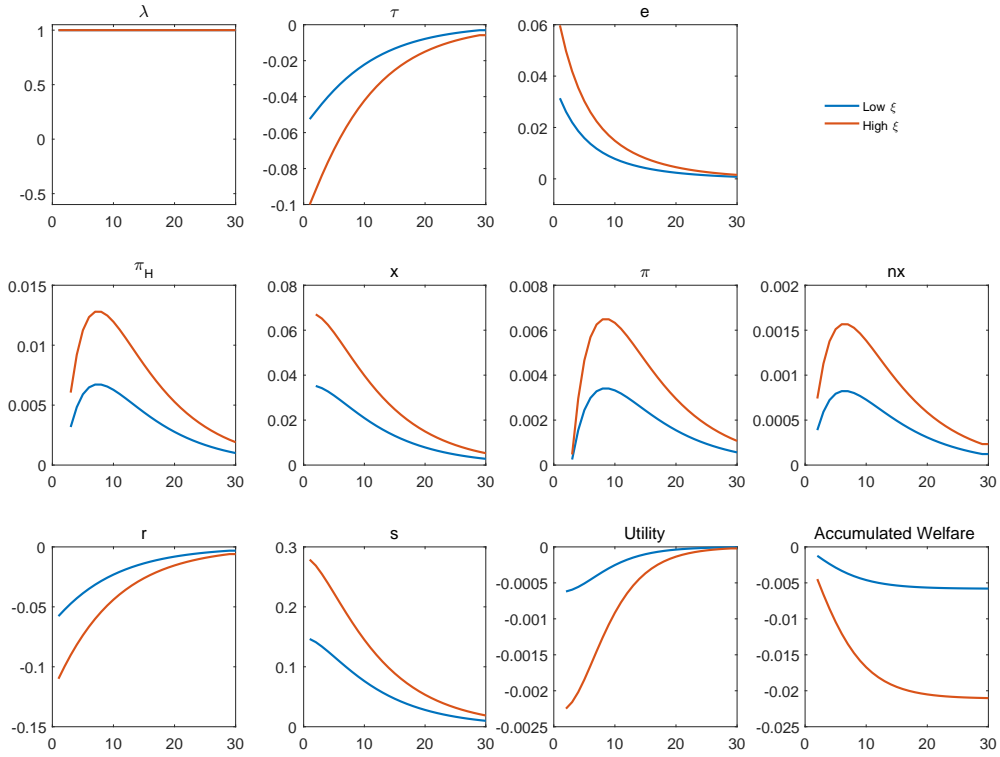 λ
τ
e
1
0.5
0
-0.5
0 10 20 30
0
-0.02
-0.04
-0.06
-0.08
-0.1
0 10 20 30
0.06
0.04
0.02
0
0 10 20 30
Low ξ
High ξ
π_H
x
π
nx
0.015
0.01
0.005
0
0 10 20 30
0.08
0.06
0.04
0.02
0
0 10 20 30
0.008
0.006
0.004
0.002
0
0 10 20 30
0.002
0.0015
0.001
0.0005
0
0 10 20 30
r
s
Utility
Accumulated Welfare
0
-0.05
-0.1
-0.15
0 10 20 30
0.3
0.2
0.1
0
0 10 20 30
0
-0.0005
-0.001
-0.0015
-0.002
-0.0025
0 10 20 30
0
-0.005
-0.01
-0.015
-0.02
-0.025
0 10 20 30